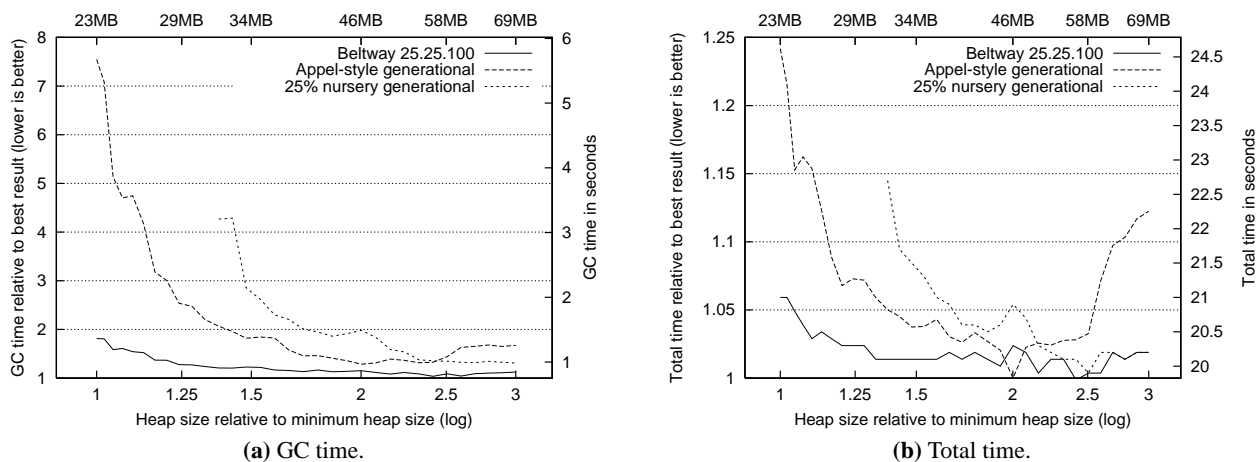 23MB 29MB 34MB 46MB 58MB 69MB
8
7
6
5
4
3
2
1
GC time relative to best result (lower is better)
Beltway 25.25.100
Appel-style generational
25% nursery generational
6
5
4
3
2
1
GC time in seconds
1 1.25 1.5 2 2.5 3
Heap size relative to minimum heap size (log)
(a) GC time.
23MB 29MB 34MB 46MB 58MB 69MB
1.25
1.2
1.15
1.1
1.05
1
Total time relative to best result (lower is better)
Beltway 25.25.100
Appel-style generational
25% nursery generational
24.5
24
23.5
23
22.5
22
21.5
21
20.5
20
Total time in seconds
1 1.25 1.5 2 2.5 3
Heap size relative to minimum heap size (log)
(b) Total time.